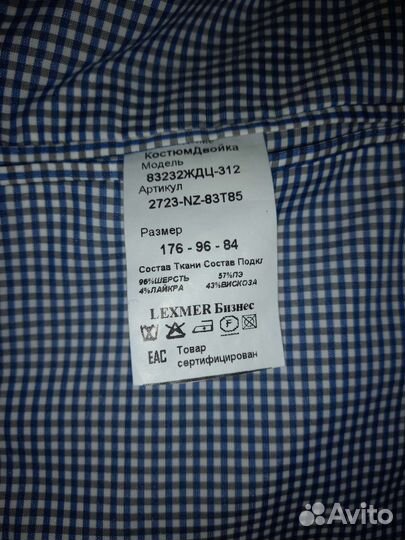 КостюмДвойка
Модель
83232ЖДЦ-312
Артикул
2723-NZ-83T85
Размер
176 - 96 - 84
Состав Ткани Состав Подкл
96%ШЕРСТЬ 57%ПЭ
4%ЛАЙКРА 43%ВИСКОЗА
LEXMER Бизнес
F
ЕАС Товар
сертифицирован
Avito